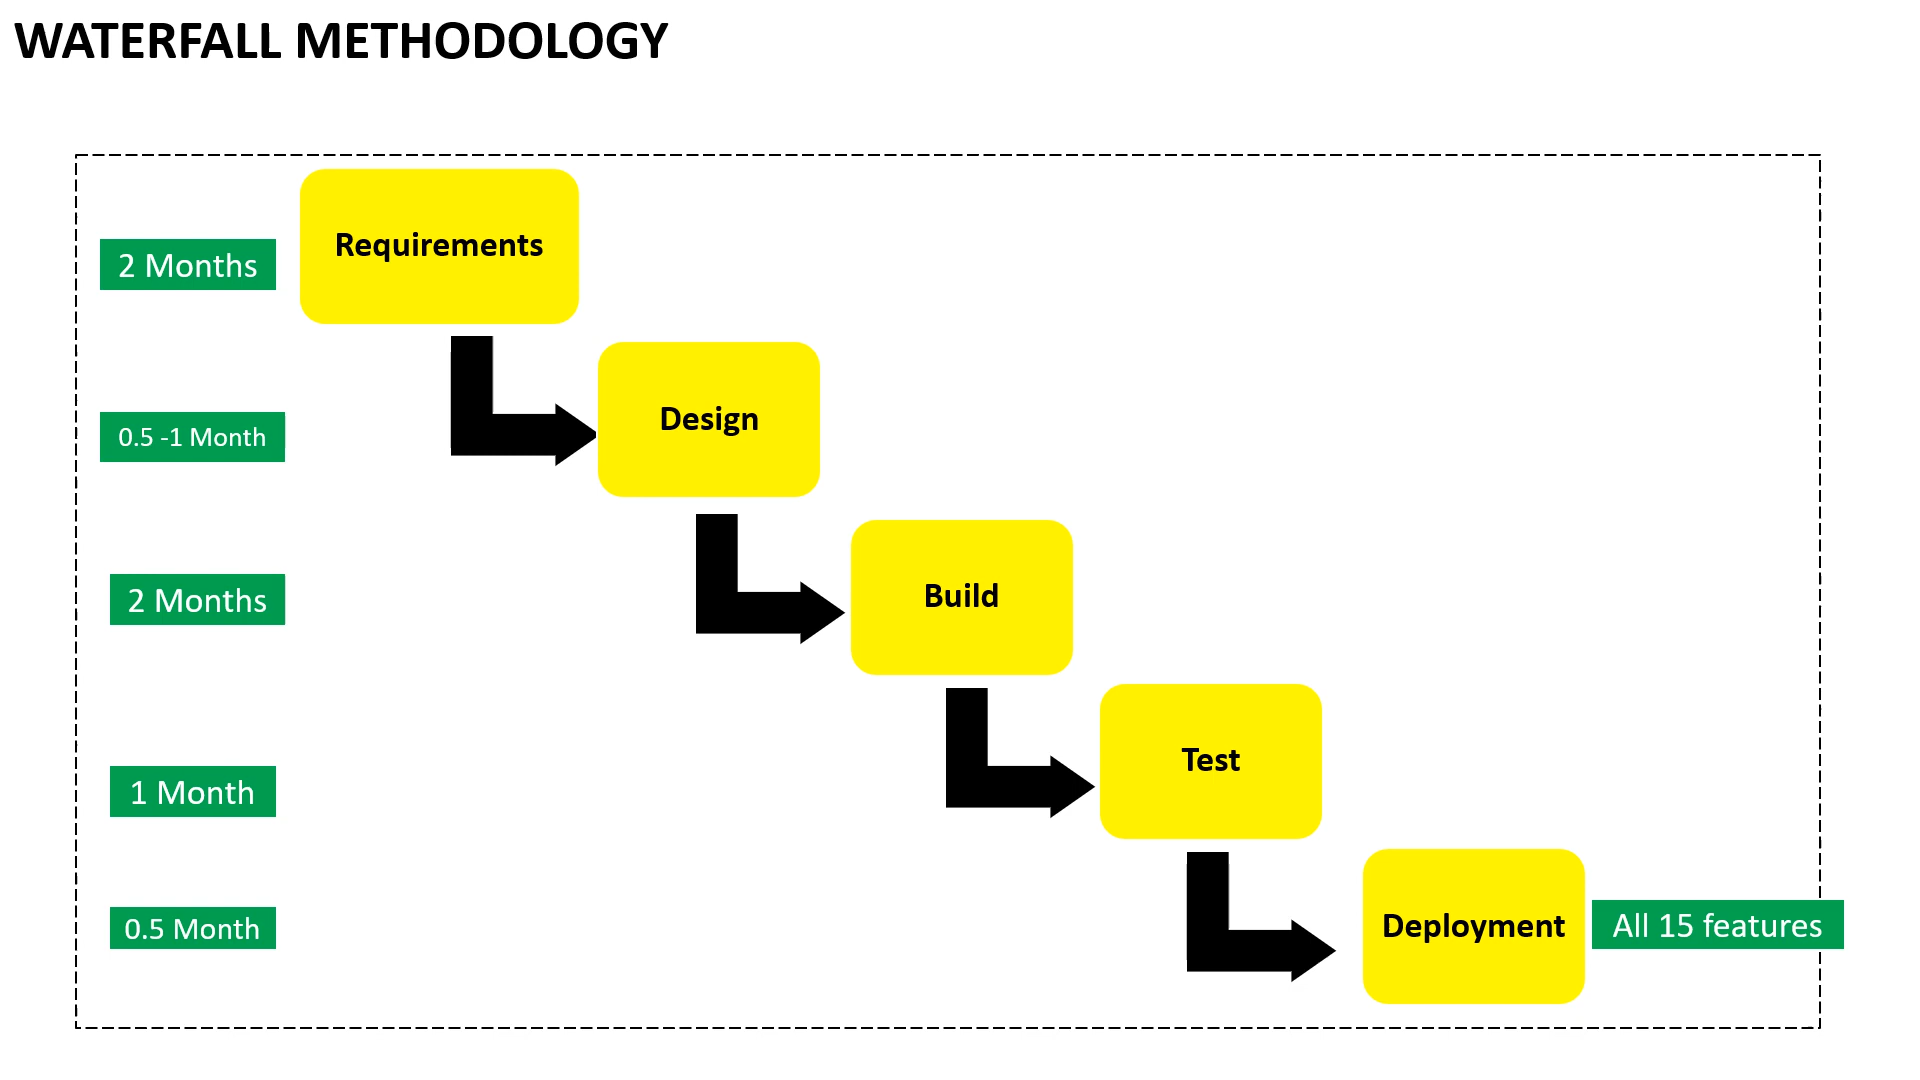 WATERFALL METHODOLOGY
Requirements
2 Months
Design
0.5 -1 Month
Build
2 Months
Test
1 Month
Deployment
All 15 features
0.5 Month